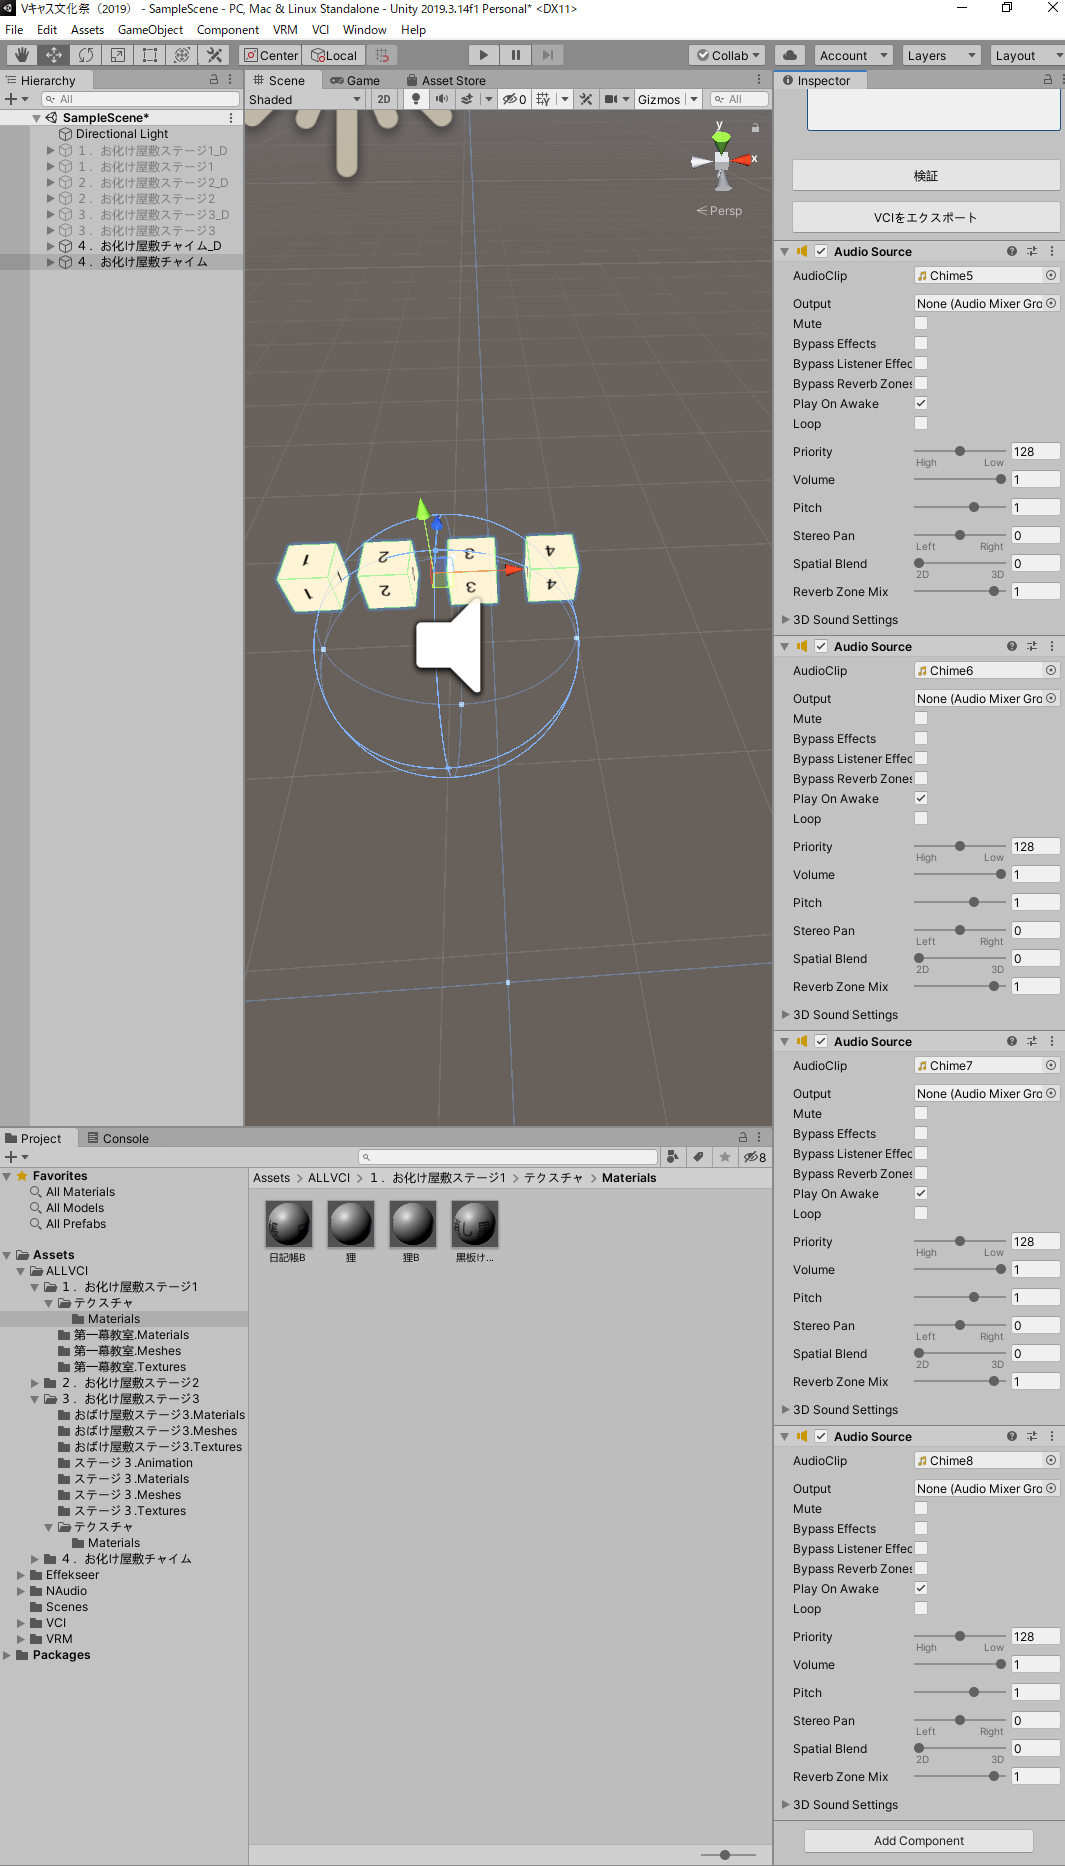 Vキャス文化祭（2019） - SampleScene - PC, Mac & Linux Standalone - Unity 2019.3.14f1 Personal* <DX11>
File Edit Assets GameObject Component VRM VCI Window Help
Center Local Collab Account Layers Layout
Hierarchy
All
SampleScene*
Directional Light
１．お化け屋敷ステージ1_D
１．お化け屋敷ステージ1
２．お化け屋敷ステージ2_D
２．お化け屋敷ステージ2
３．お化け屋敷ステージ3_D
３．お化け屋敷ステージ3
４．お化け屋敷チャイム_D
４．お化け屋敷チャイム
Scene Game Asset Store
Shaded 2D 0 Gizmos All
y
x
Persp
1 2 3 4
1 2 3 4
Inspector
検証
VCIをエクスポート
Audio Source
AudioClip Chime5
Output None (Audio Mixer Gro
Mute
Bypass Effects
Bypass Listener Effec
Bypass Reverb Zones
Play On Awake
Loop
Priority 128
High Low
Volume 1
Pitch 1
Stereo Pan 0
Left Right
Spatial Blend 0
2D 3D
Reverb Zone Mix 1
3D Sound Settings
Audio Source
AudioClip Chime6
Output None (Audio Mixer Gro
Mute
Bypass Effects
Bypass Listener Effec
Bypass Reverb Zones
Play On Awake
Loop
Priority 128
High Low
Volume 1
Pitch 1
Stereo Pan 0
Left Right
Spatial Blend 0
2D 3D
Reverb Zone Mix 1
3D Sound Settings
Audio Source
AudioClip Chime7
Output None (Audio Mixer Gro
Mute
Bypass Effects
Bypass Listener Effec
Bypass Reverb Zones
Play On Awake
Loop
Priority 128
High Low
Volume 1
Pitch 1
Stereo Pan 0
Left Right
Spatial Blend 0
2D 3D
Reverb Zone Mix 1
3D Sound Settings
Audio Source
AudioClip Chime8
Output None (Audio Mixer Gro
Mute
Bypass Effects
Bypass Listener Effec
Bypass Reverb Zones
Play On Awake
Loop
Priority 128
High Low
Volume 1
Pitch 1
Stereo Pan 0
Left Right
Spatial Blend 0
2D 3D
Reverb Zone Mix 1
3D Sound Settings
Add Component
Project Console
8
Favorites
All Materials
All Models
All Prefabs
Assets
ALLVCI
１．お化け屋敷ステージ1
テクスチャ
Materials
第一幕教室.Materials
第一幕教室.Meshes
第一幕教室.Textures
２．お化け屋敷ステージ2
３．お化け屋敷ステージ3
おばけ屋敷ステージ3.Materials
おばけ屋敷ステージ3.Meshes
おばけ屋敷ステージ3.Textures
ステージ３.Animation
ステージ３.Materials
ステージ３.Meshes
ステージ３.Textures
テクスチャ
Materials
４．お化け屋敷チャイム
Effekseer
NAudio
Scenes
VCI
VRM
Packages
Assets > ALLVCI > １．お化け屋敷ステージ1 > テクスチャ > Materials
日記帳B 狸 狸B 黒板け...